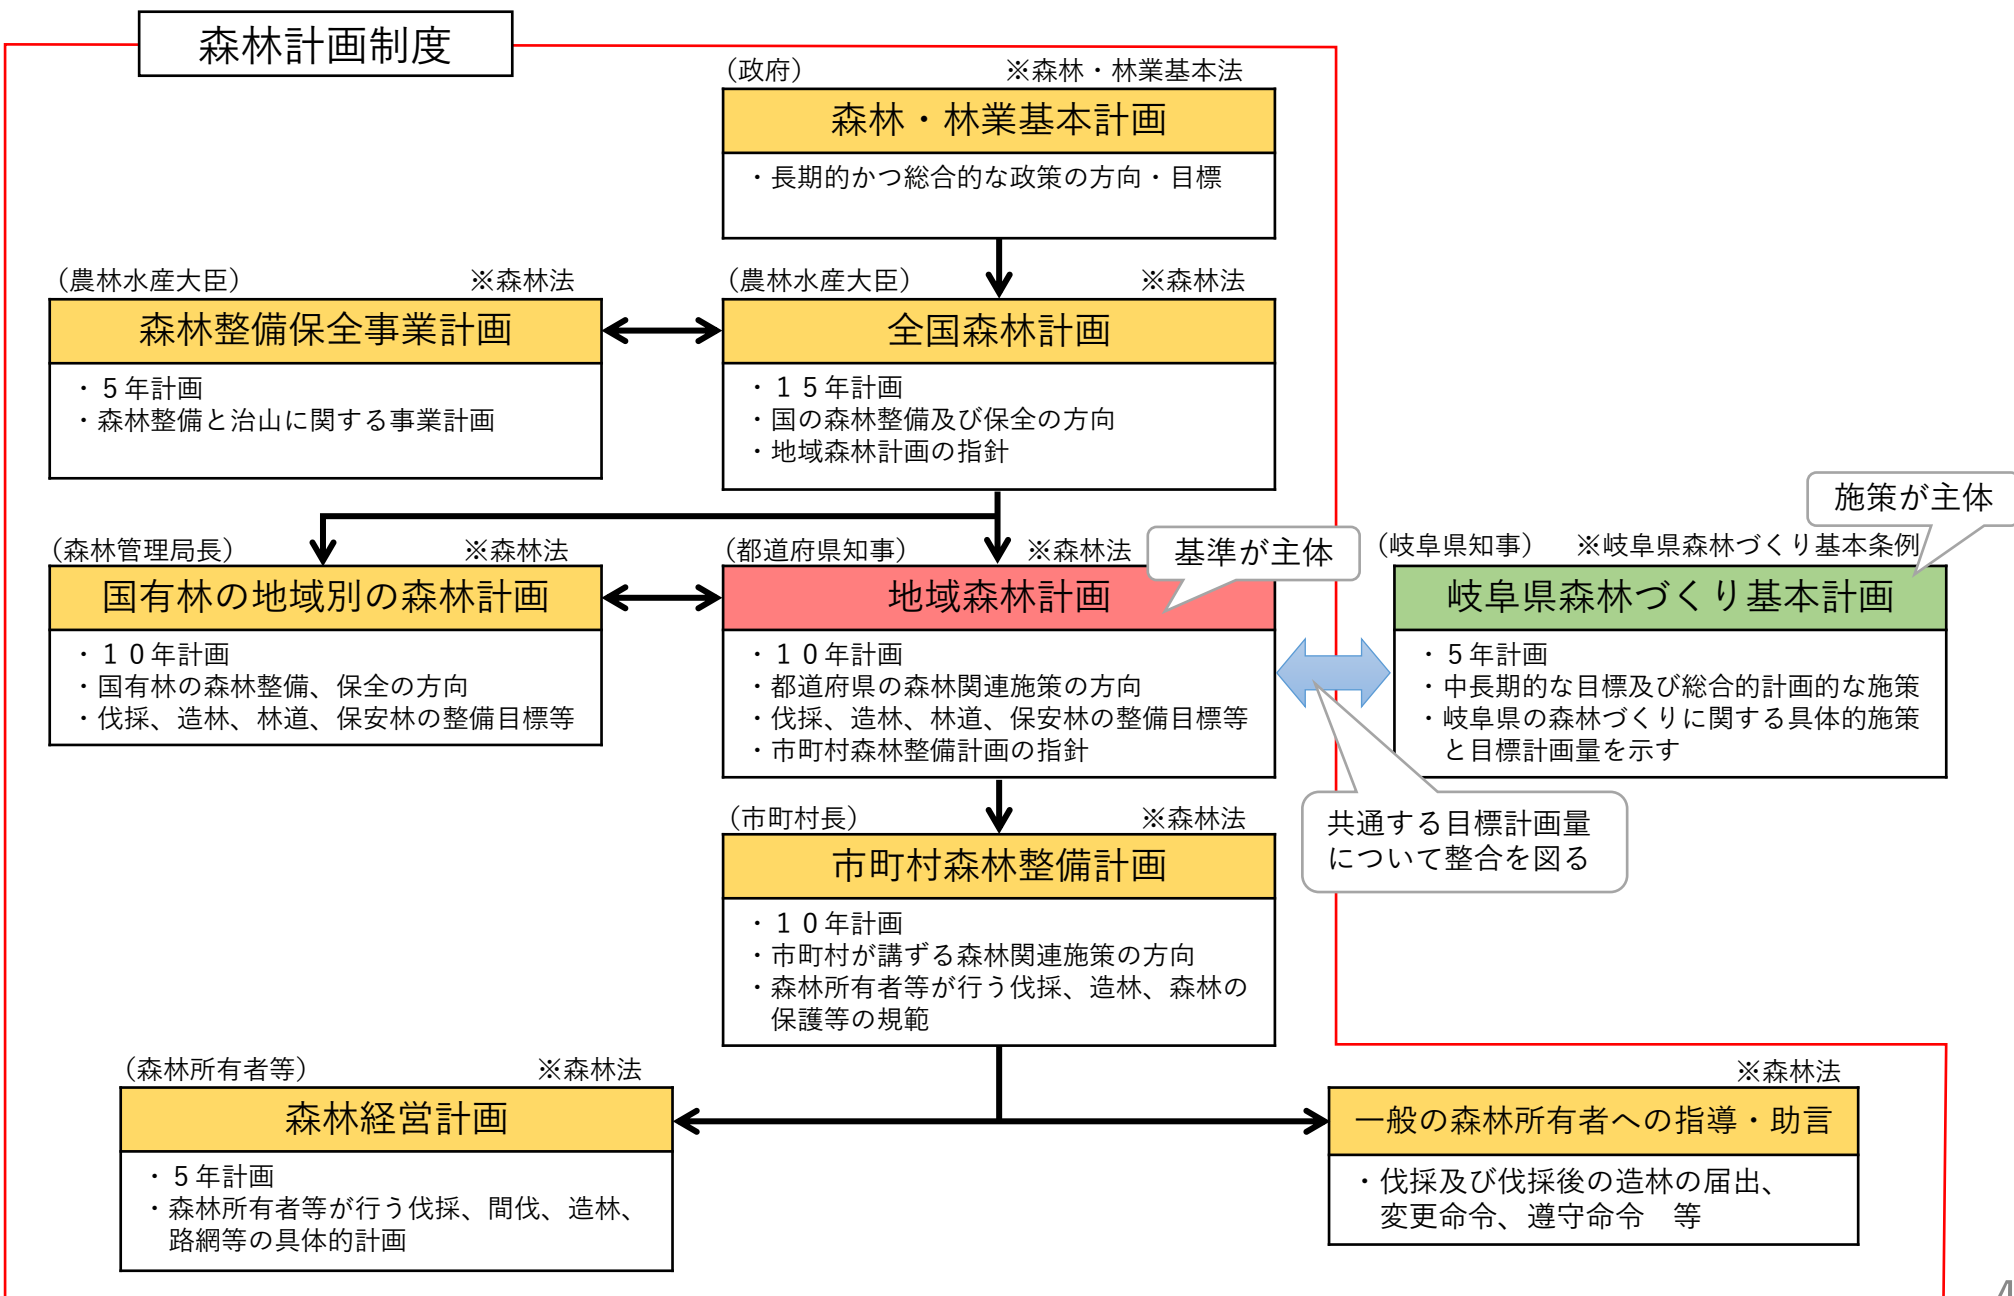 森林計画制度
（政府）　※森林・林業基本法
森林・林業基本計画
・長期的かつ総合的な政策の方向・目標
（農林水産大臣）　※森林法
森林整備保全事業計画
・５年計画
・森林整備と治山に関する事業計画
（農林水産大臣）　※森林法
全国森林計画
・１５年計画
・国の森林整備及び保全の方向
・地域森林計画の指針
（森林管理局長）　※森林法
国有林の地域別の森林計画
・１０年計画
・国有林の森林整備、保全の方向
・伐採、造林、林道、保安林の整備目標等
（都道府県知事）　※森林法
基準が主体
地域森林計画
・１０年計画
・都道府県の森林関連施策の方向
・伐採、造林、林道、保安林の整備目標等
・市町村森林整備計画の指針
施策が主体
（岐阜県知事）　※岐阜県森林づくり基本条例
岐阜県森林づくり基本計画
・５年計画
・中長期的な目標及び総合的計画的な施策
・岐阜県の森林づくりに関する具体的施策
と目標計画量を示す
共通する目標計画量
について整合を図る
（市町村長）　※森林法
市町村森林整備計画
・１０年計画
・市町村が講ずる森林関連施策の方向
・森林所有者等が行う伐採、造林、森林の
保護等の規範
（森林所有者等）　※森林法
森林経営計画
・５年計画
・森林所有者等が行う伐採、間伐、造林、
路網等の具体的計画
※森林法
一般の森林所有者への指導・助言
・伐採及び伐採後の造林の届出、
変更命令、遵守命令　等